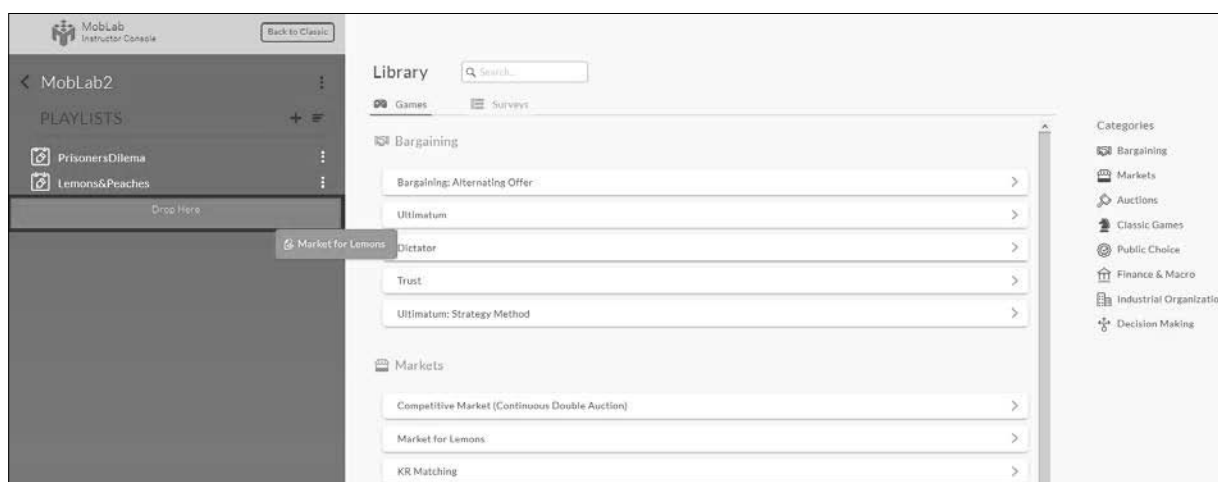 MobLab
Instructor Console
Back to Classic
MobLab2
PLAYLISTS
PrisonersDilema
Lemons&Peaches
Drop Here
Market for Lemons
Library
Search...
Games
Surveys
Bargaining
Bargaining: Alternating Offer
Ultimatum
Dictator
Trust
Ultimatum: Strategy Method
Markets
Competitive Market (Continuous Double Auction)
Market for Lemons
KR Matching
Categories
Bargaining
Markets
Auctions
Classic Games
Public Choice
Finance & Macro
Industrial Organizatio
Decision Making